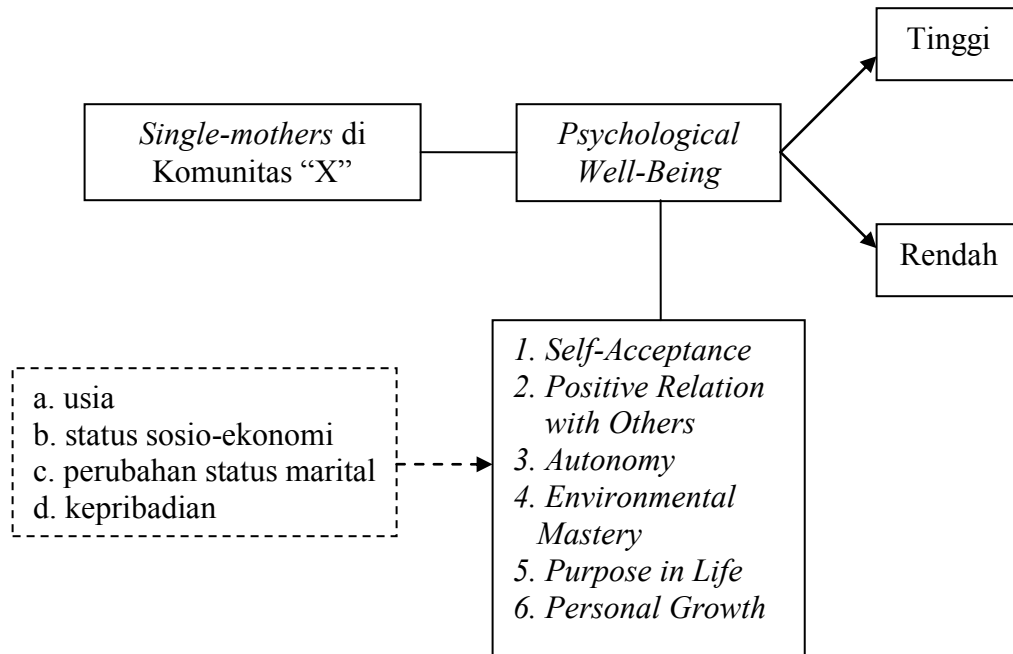 Tinggi
Single-mothers di
Komunitas “X”
Psychological
Well-Being
Rendah
a. usia
b. status sosio-ekonomi
c. perubahan status marital
d. kepribadian
1. Self-Acceptance
2. Positive Relation
with Others
3. Autonomy
4. Environmental
Mastery
5. Purpose in Life
6. Personal Growth